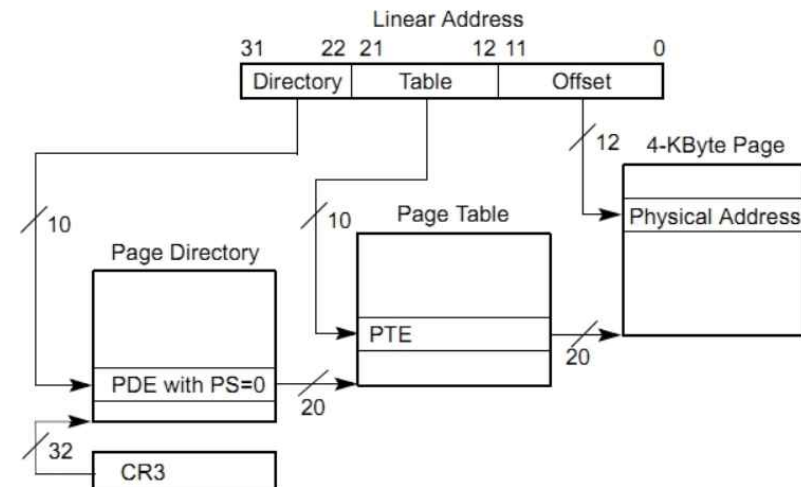 Linear Address
31 22 21 12 11 0
Directory Table Offset
12
4-KByte Page
Physical Address
10
10
Page Table
Page Directory
PTE
20
PDE with PS=0
20
32
CR3